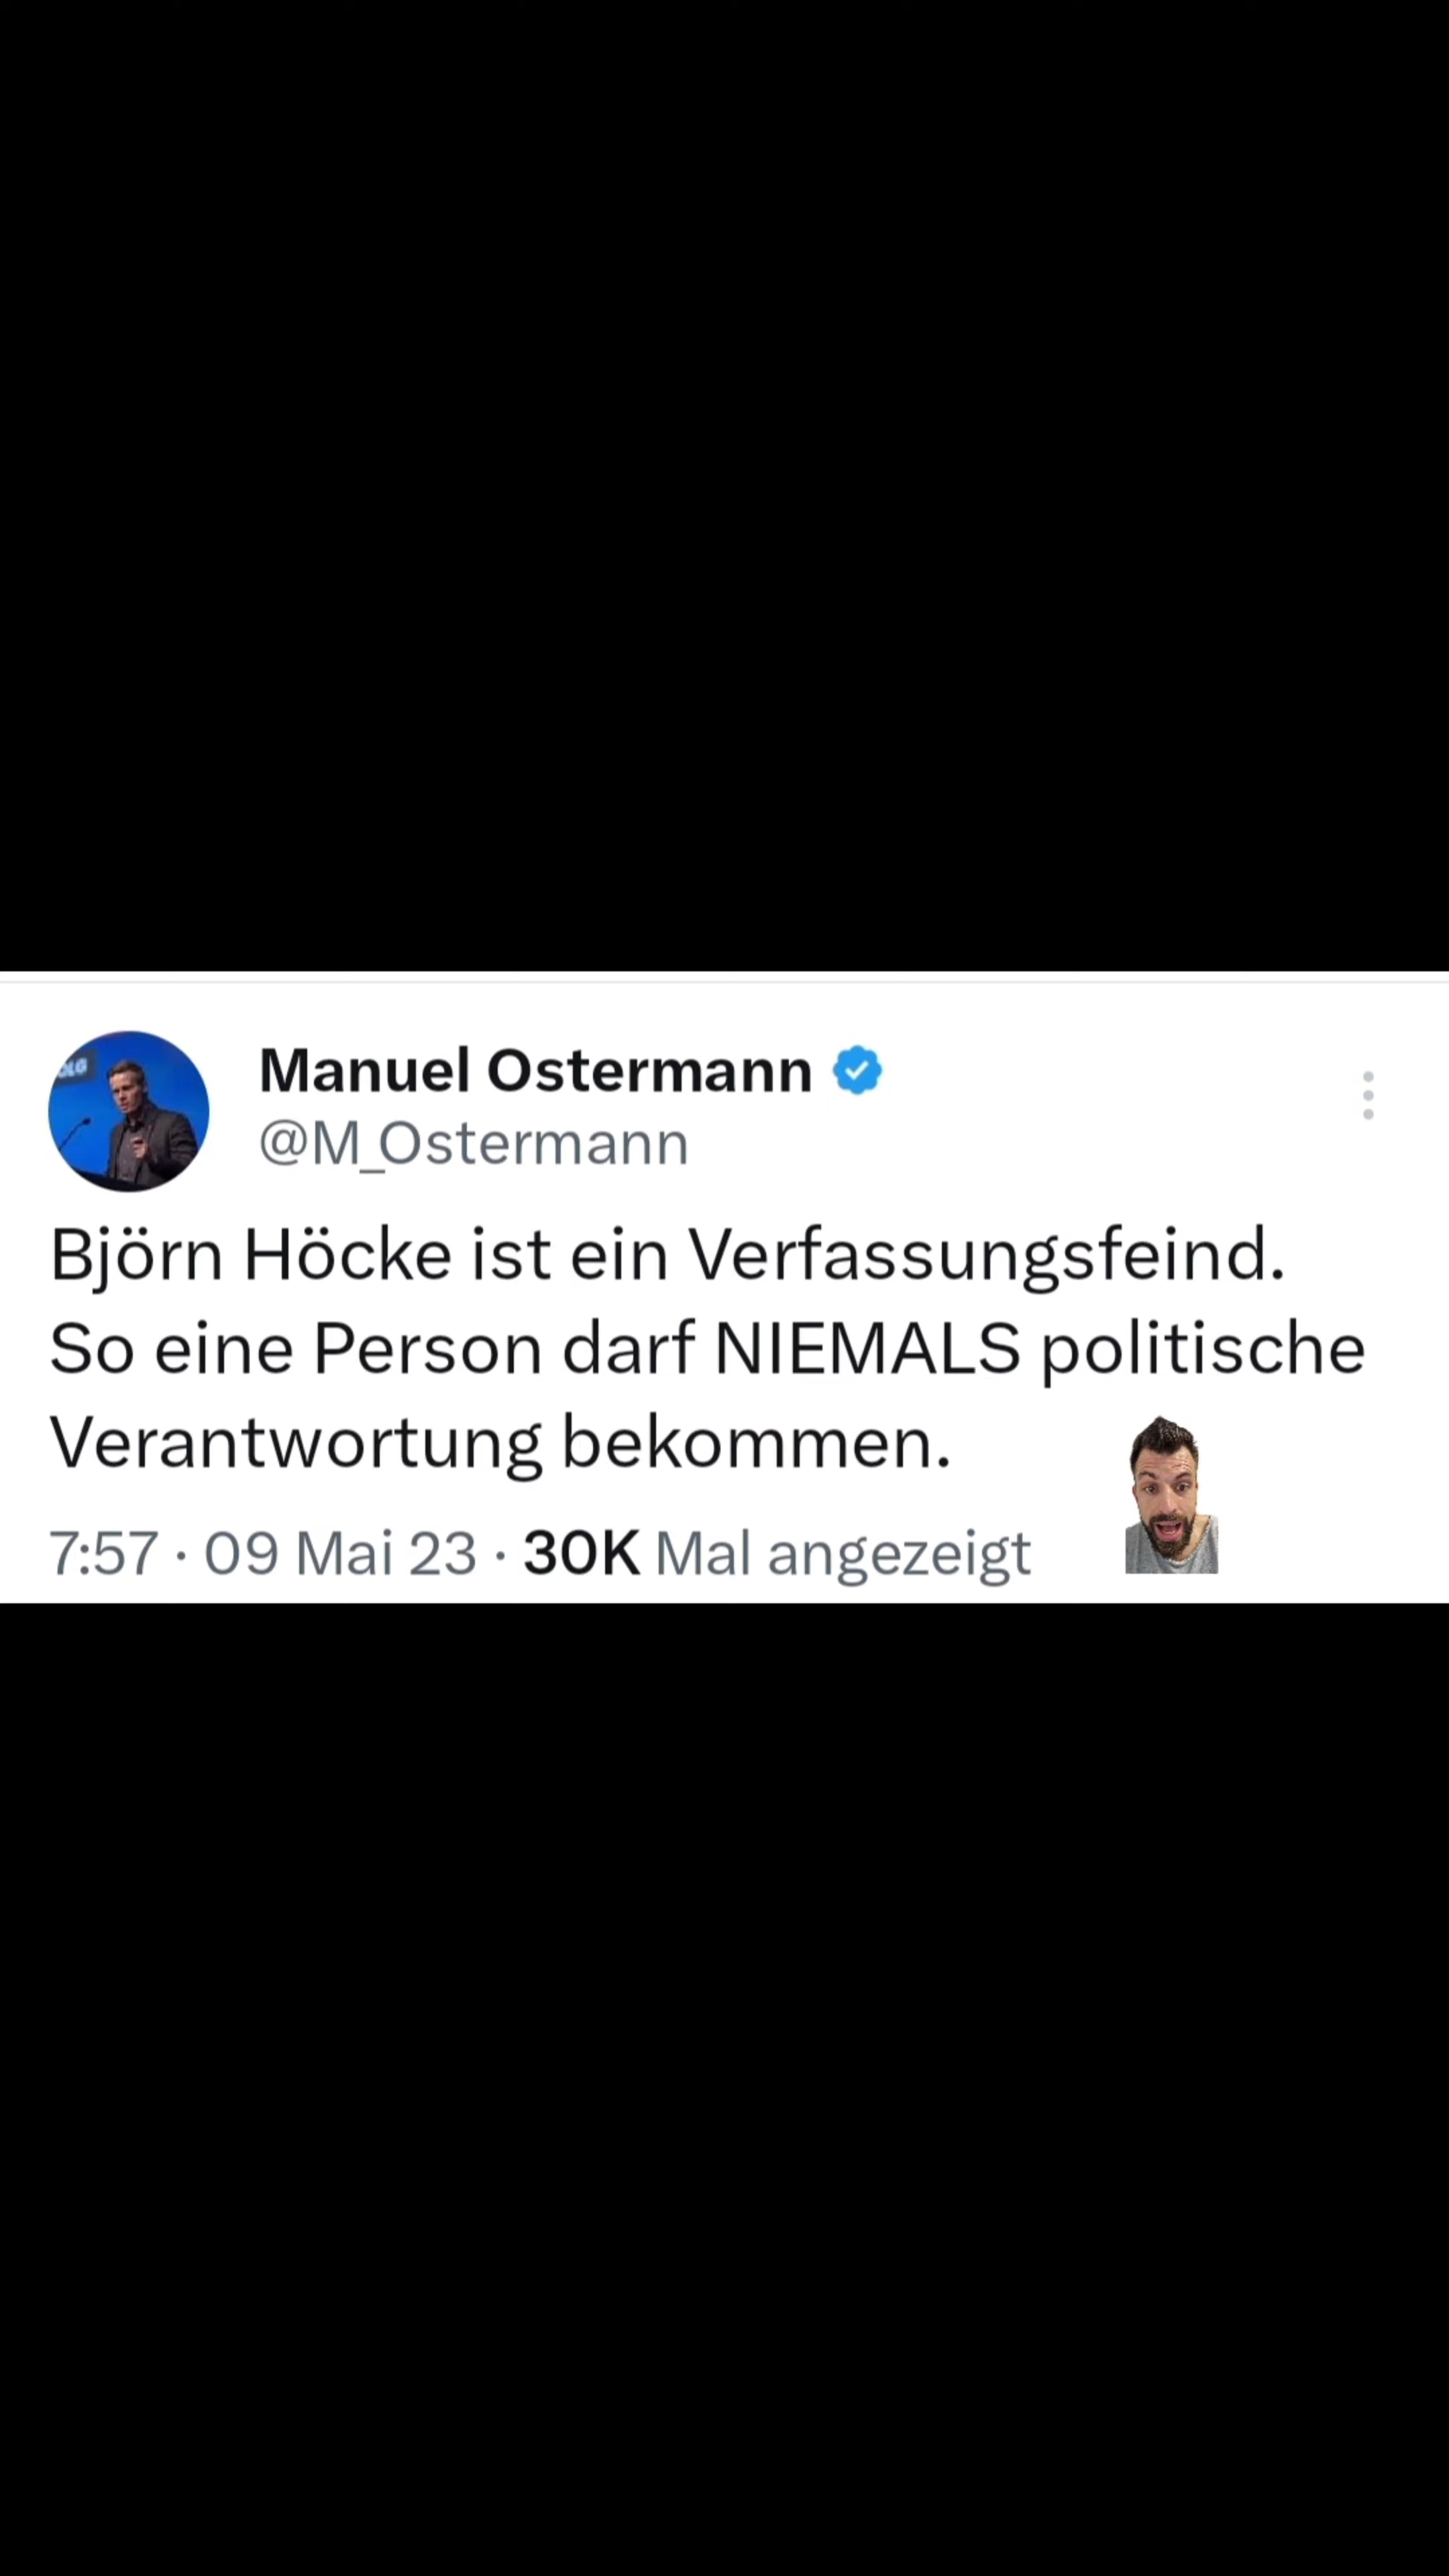 Manuel Ostermann
@M_Ostermann
Björn Höcke ist ein Verfassungsfeind.
So eine Person darf NIEMALS politische
Verantwortung bekommen.
7:57 · 09 Mai 23 · 30K Mal angezeigt